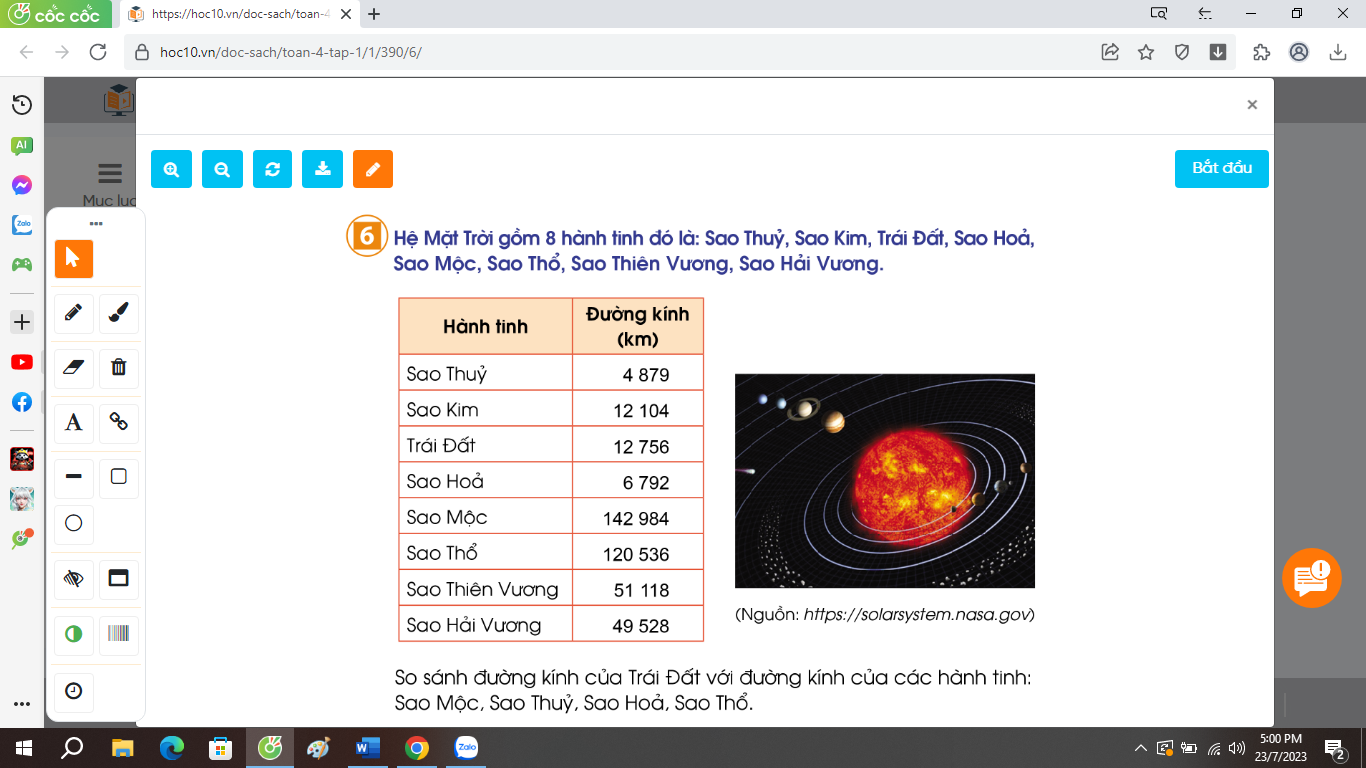 cốc cốc
https://hoc10.vn/doc-sach/toan-4
hoc10.vn/doc-sach/toan-4-tap-1/1/390/6/
AI
Zalo
Mục lục
Bắt đầu
6
Hệ Mặt Trời gồm 8 hành tinh đó là: Sao Thuỷ, Sao Kim, Trái Đất, Sao Hoả,
Sao Mộc, Sao Thổ, Sao Thiên Vương, Sao Hải Vương.
Hành tinh Đường kính (km)
Sao Thuỷ 4 879
Sao Kim 12 104
Trái Đất 12 756
Sao Hoả 6 792
Sao Mộc 142 984
Sao Thổ 120 536
Sao Thiên Vương 51 118
Sao Hải Vương 49 528
(Nguồn: https://solarsystem.nasa.gov)
So sánh đường kính của Trái Đất với đường kính của các hành tinh:
Sao Mộc, Sao Thuỷ, Sao Hoả, Sao Thổ.
A
Zalo
5:00 PM
23/7/2023
2